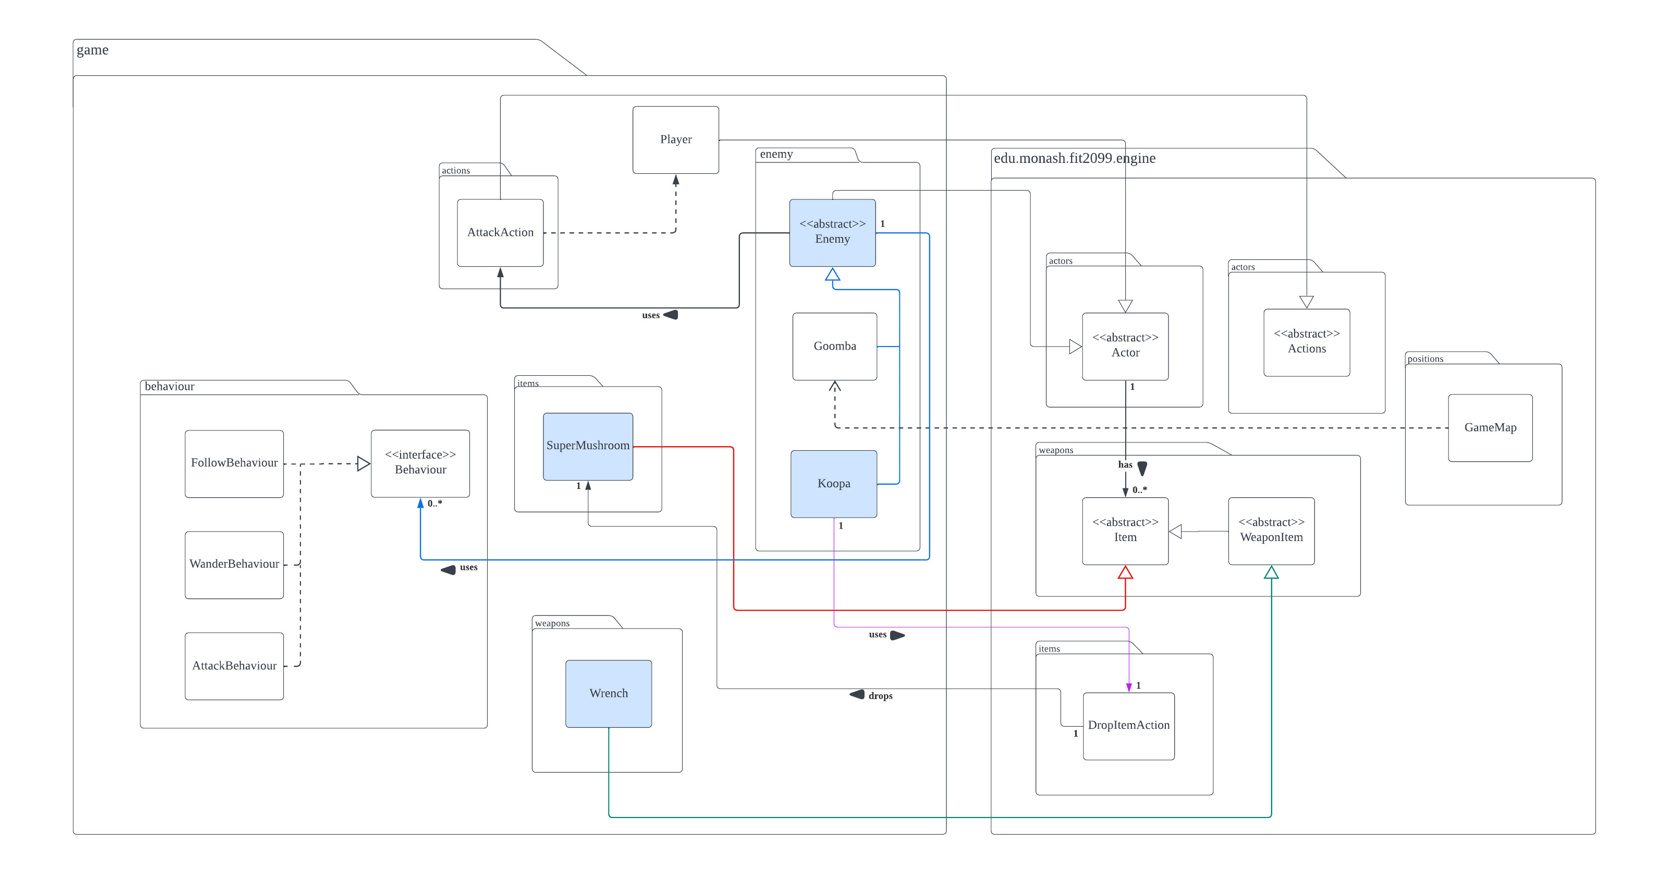 game
Player
enemy
edu.monash.fit2099.engine
actions
<<abstract>>
Enemy
1
AttackAction
actors
actors
uses
Goomba
<<abstract>>
Actor
<<abstract>>
Actions
positions
behaviour
items
1
GameMap
SuperMushroom
<<interface>>
Behaviour
FollowBehaviour
weapons
has
Koopa
1
0..*
0..*
1
<<abstract>>
Item
<<abstract>>
WeaponItem
WanderBehaviour
uses
weapons
uses
items
AttackBehaviour
1
Wrench
drops
DropItemAction
1